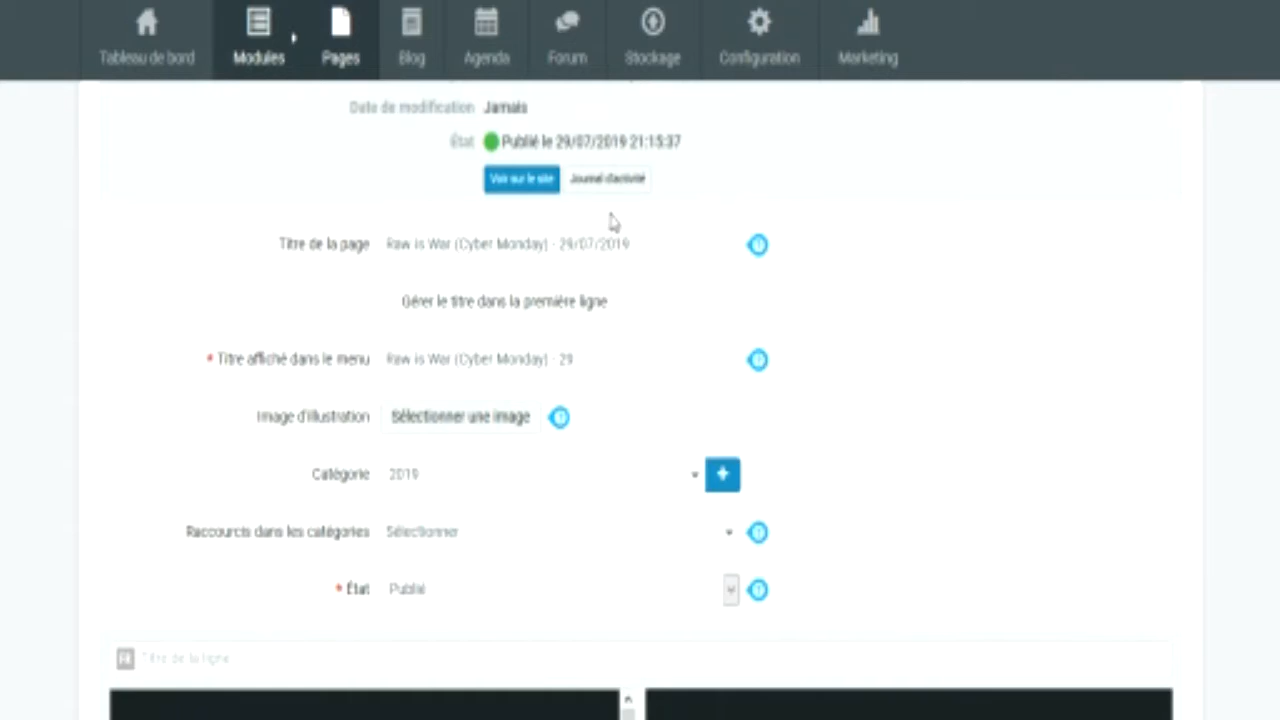 Tableau de bord Modules Pages Blog Agenda Forum Stockage Configuration Marketing
Date de modification Jamais
État Publié le 29/07/2019 21:15:37
Voir sur le site Journal d'activité
Titre de la page Raw is War (Cyber Monday) - 29/07/2019
Gérer le titre dans la première ligne
* Titre affiché dans le menu Raw is War (Cyber Monday) - 29
Image d'illustration Sélectionner une image
Catégorie 2019
Raccourcis dans les catégories Sélectionner
* État Publié
FR Titre de la ligne